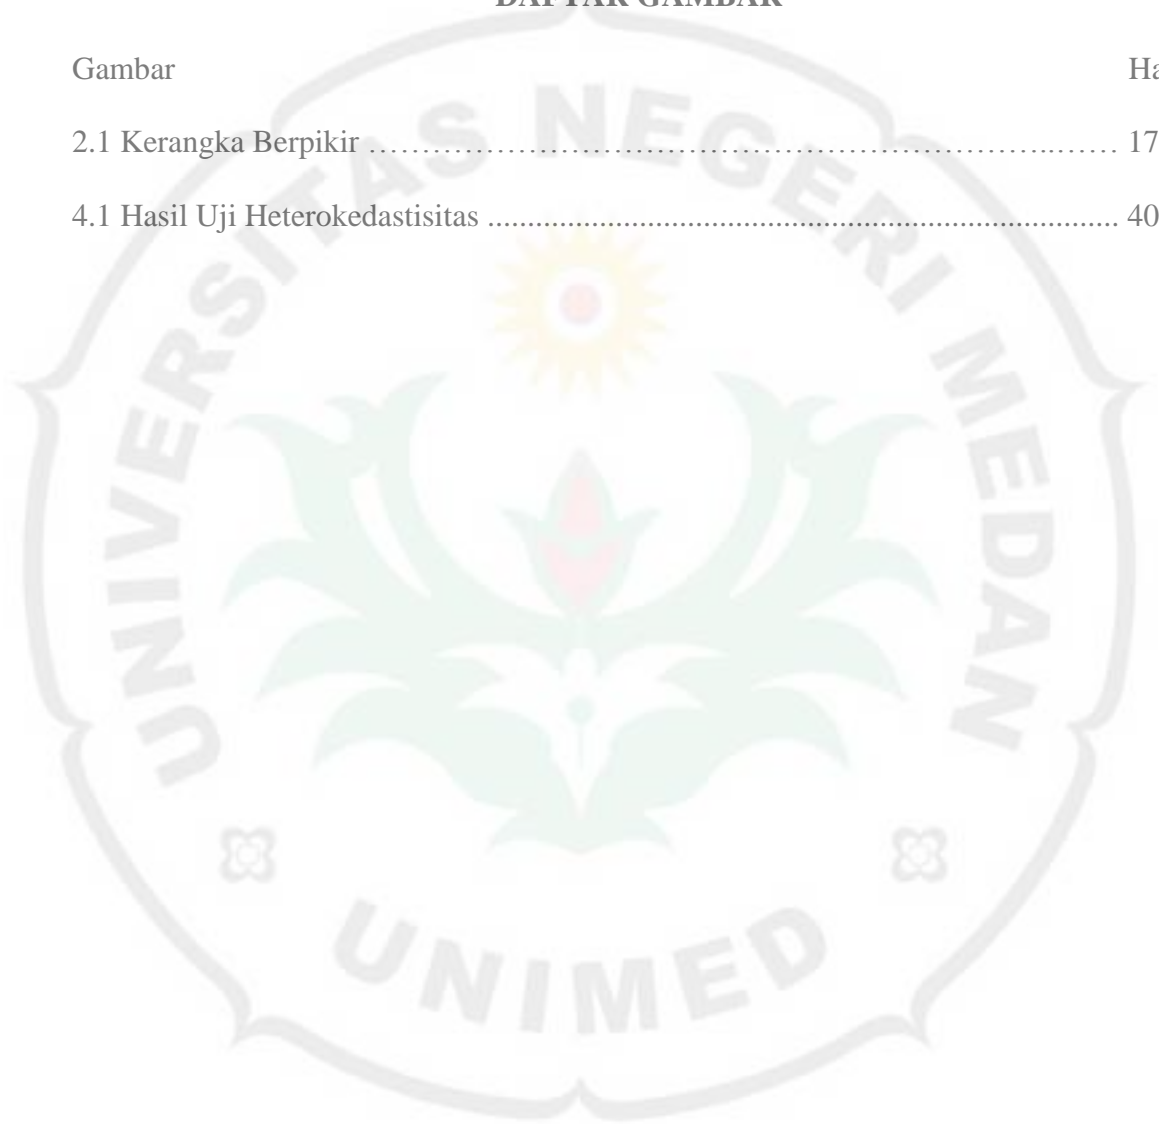 DAFTAR GAMBAR
Gambar Ha
2.1 Kerangka Berpikir ……………………………………………………………..…… 17
4.1 Hasil Uji Heterokedastisitas .................................................................... 40
UNIVERSITAS NEGERI MEDAN
UNIMED